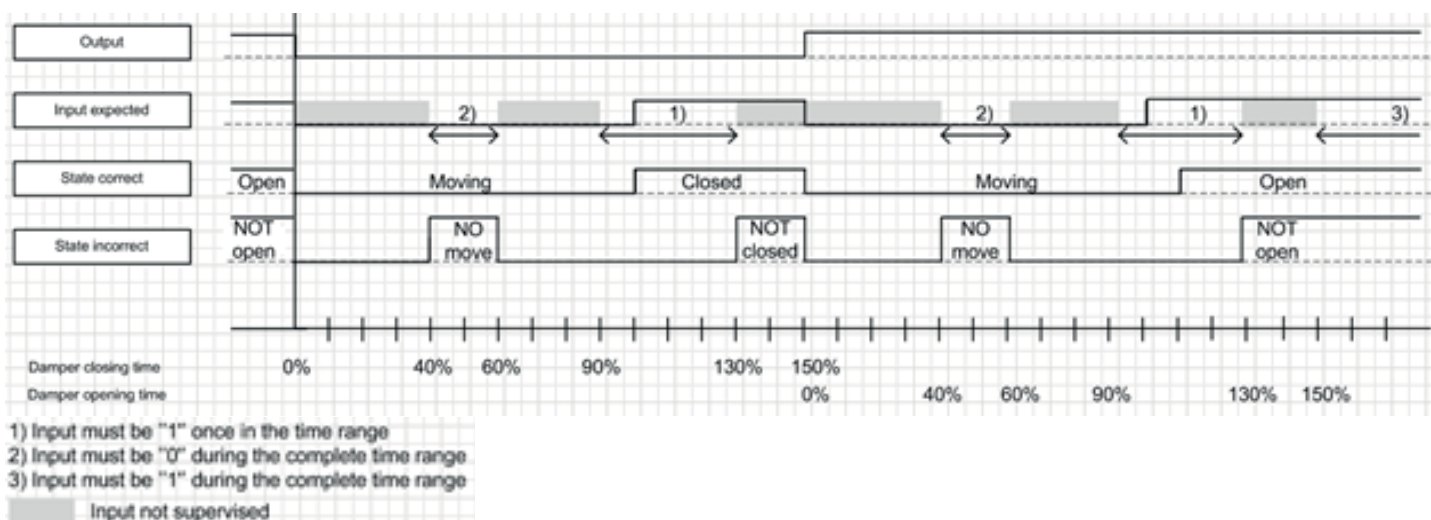 Output
Input expected 2) 1) 2) 1) 3)
State correct Open Moving Closed Moving Open
State incorrect NOT open NO move NOT closed NO move NOT open
Damper closing time 0% 40% 60% 90% 130% 150%
Damper opening time 0% 40% 60% 90% 130% 150%
1) Input must be "1" once in the time range
2) Input must be "0" during the complete time range
3) Input must be "1" during the complete time range
Input not supervised